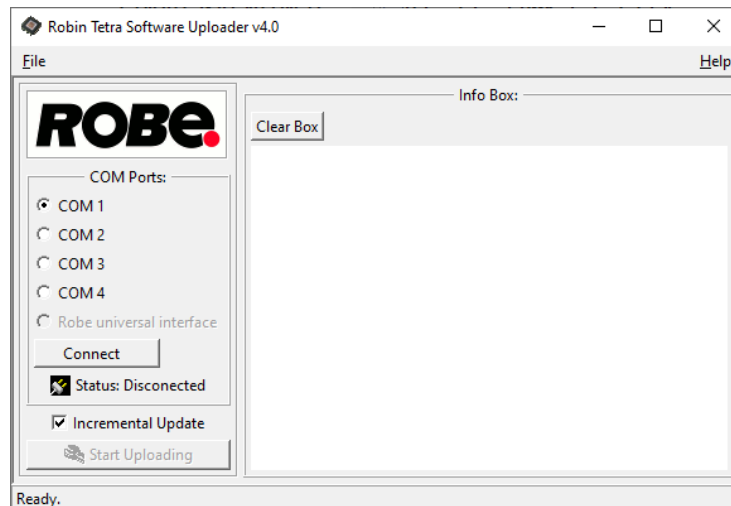 Robin Tetra Software Uploader v4.0
File
Help
ROBE
COM Ports:
COM 1
COM 2
COM 3
COM 4
Robe universal interface
Connect
Status: Disconected
Incremental Update
Start Uploading
Info Box:
Clear Box
Ready.